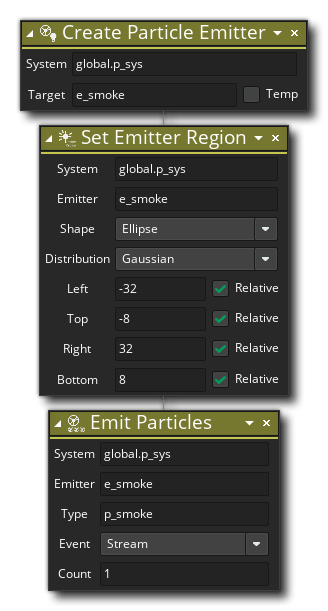 Create Particle Emitter
System global.p_sys
Target e_smoke Temp
Set Emitter Region
System global.p_sys
Emitter e_smoke
Shape Ellipse
Distribution Gaussian
Left -32 Relative
Top -8 Relative
Right 32 Relative
Bottom 8 Relative
Emit Particles
System global.p_sys
Emitter e_smoke
Type p_smoke
Event Stream
Count 1